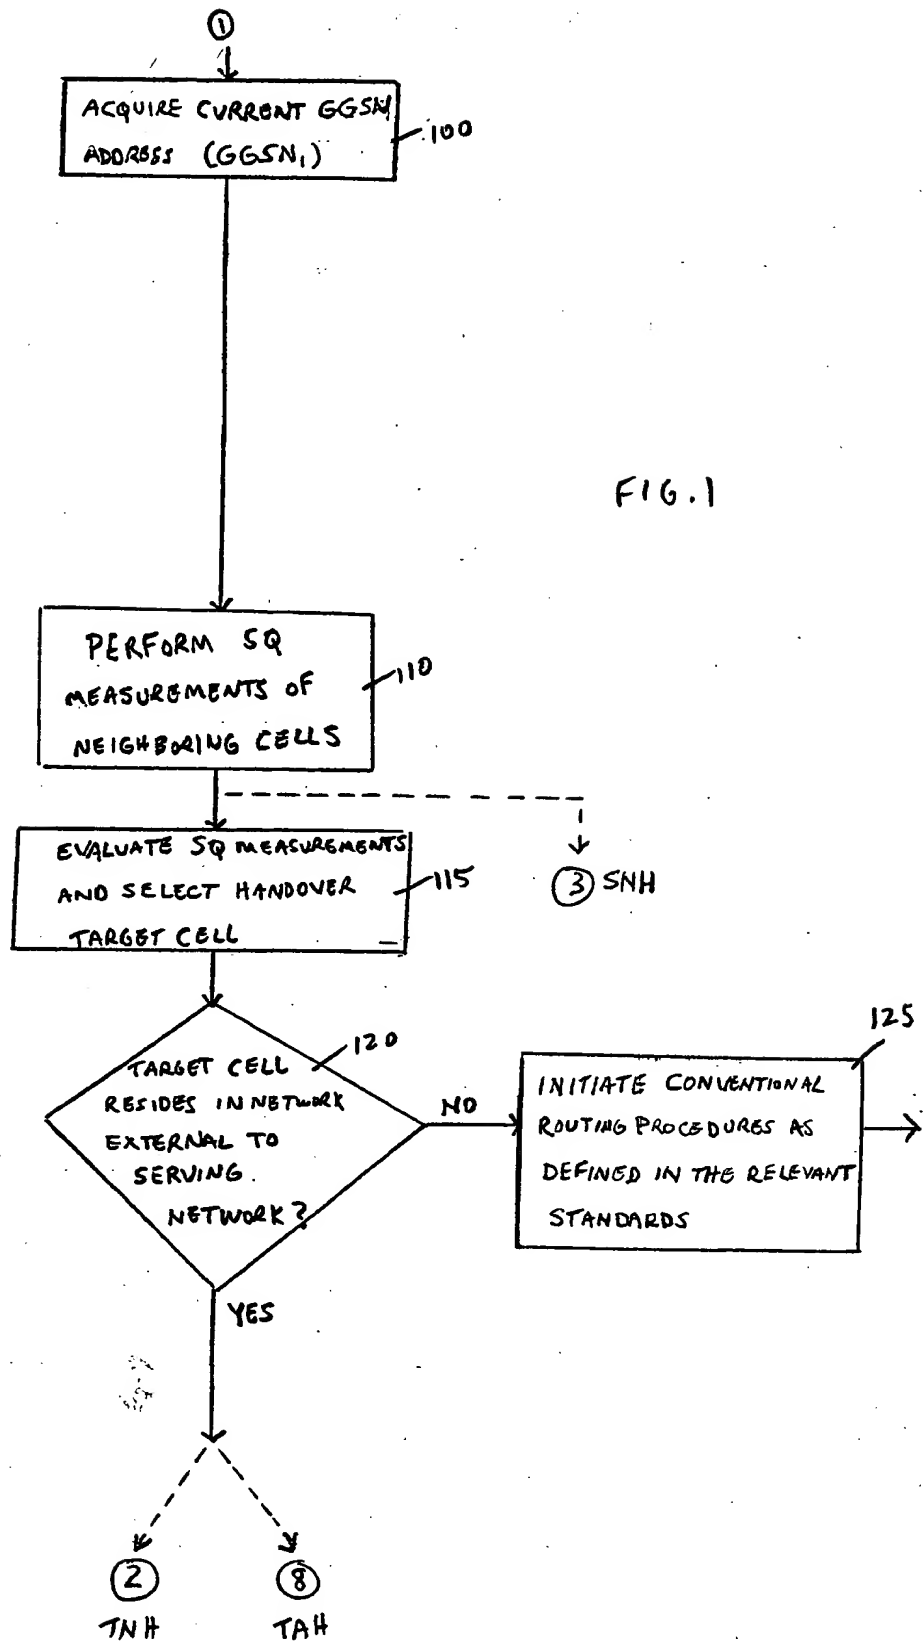 1
ACQUIRE CURRENT GGSN
ADDRESS (GGSN₁)
100
FIG.1
PERFORM SQ
MEASUREMENTS OF
NEIGHBORING CELLS
110
EVALUATE SQ MEASUREMENTS
AND SELECT HANDOVER
TARGET CELL
115
3 SNH
120
TARGET CELL
RESIDES IN NETWORK
EXTERNAL TO
SERVING
NETWORK?
NO
125
INITIATE CONVENTIONAL
ROUTING PROCEDURES AS
DEFINED IN THE RELEVANT
STANDARDS
YES
2
TNH
8
TAH